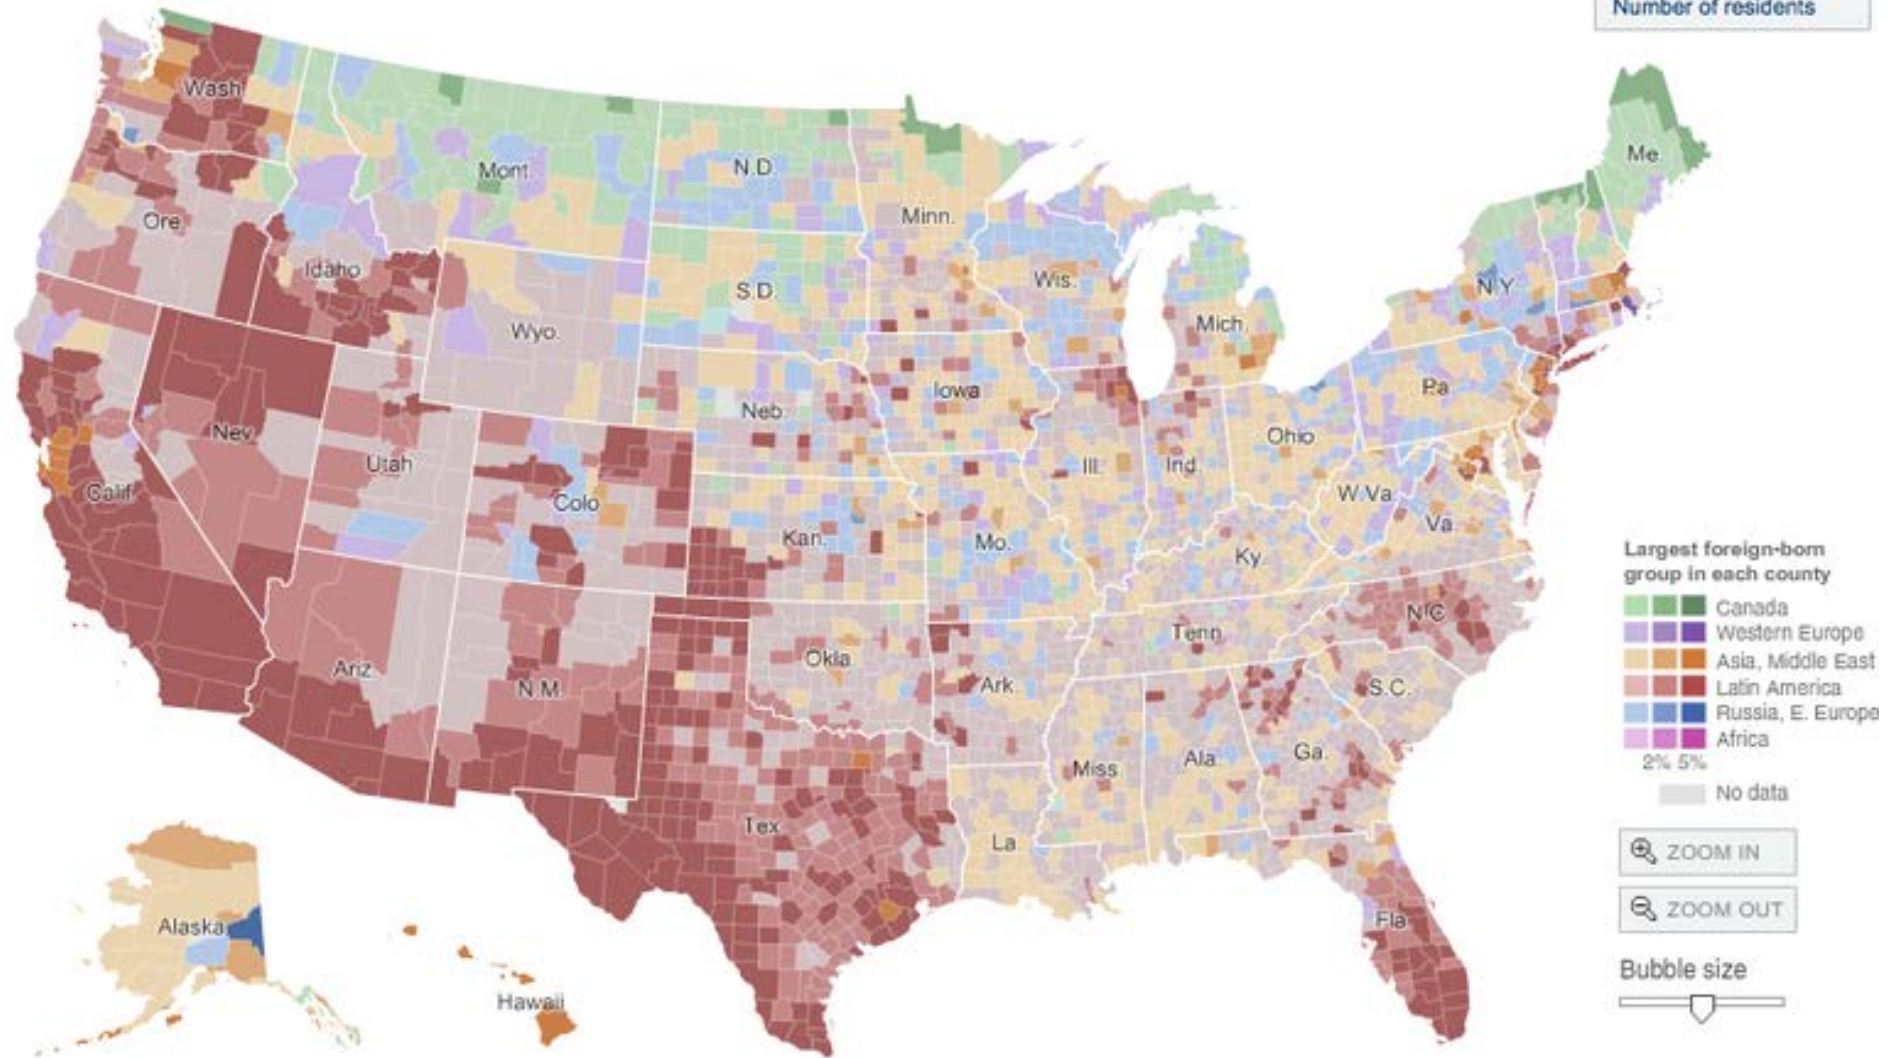 Number of residents
Wash.
Mont.
N.D.
Minn.
Me.
Ore.
Idaho
S.D.
Wis.
Mich.
N.Y.
Wyo.
Neb.
Iowa
Pa.
Nev.
Utah
Colo.
Ill.
Ind.
Ohio
W.Va.
Va.
Calif.
Kan.
Mo.
Ky.
Ariz.
N.M.
Okla.
Ark.
Tenn.
N.C.
S.C.
Tex.
La.
Miss.
Ala.
Ga.
Fla.
Alaska
Hawaii
Largest foreign-born
group in each county
Canada
Western Europe
Asia, Middle East
Latin America
Russia, E. Europe
Africa
2% 5%
No data
ZOOM IN
ZOOM OUT
Bubble size